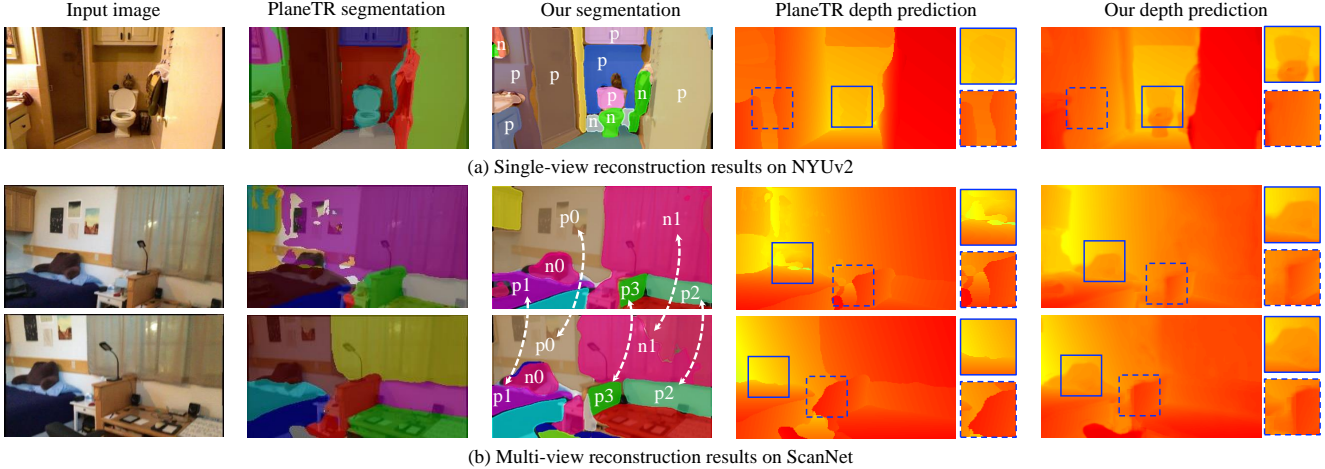 Input image PlaneTR segmentation Our segmentation PlaneTR depth prediction Our depth prediction
p
n
p p p p
n
p n n
(a) Single-view reconstruction results on NYUv2
p0 n1
n0
p1 p3 p2
p0 n1
n0
p1 p3 p2
(b) Multi-view reconstruction results on ScanNet